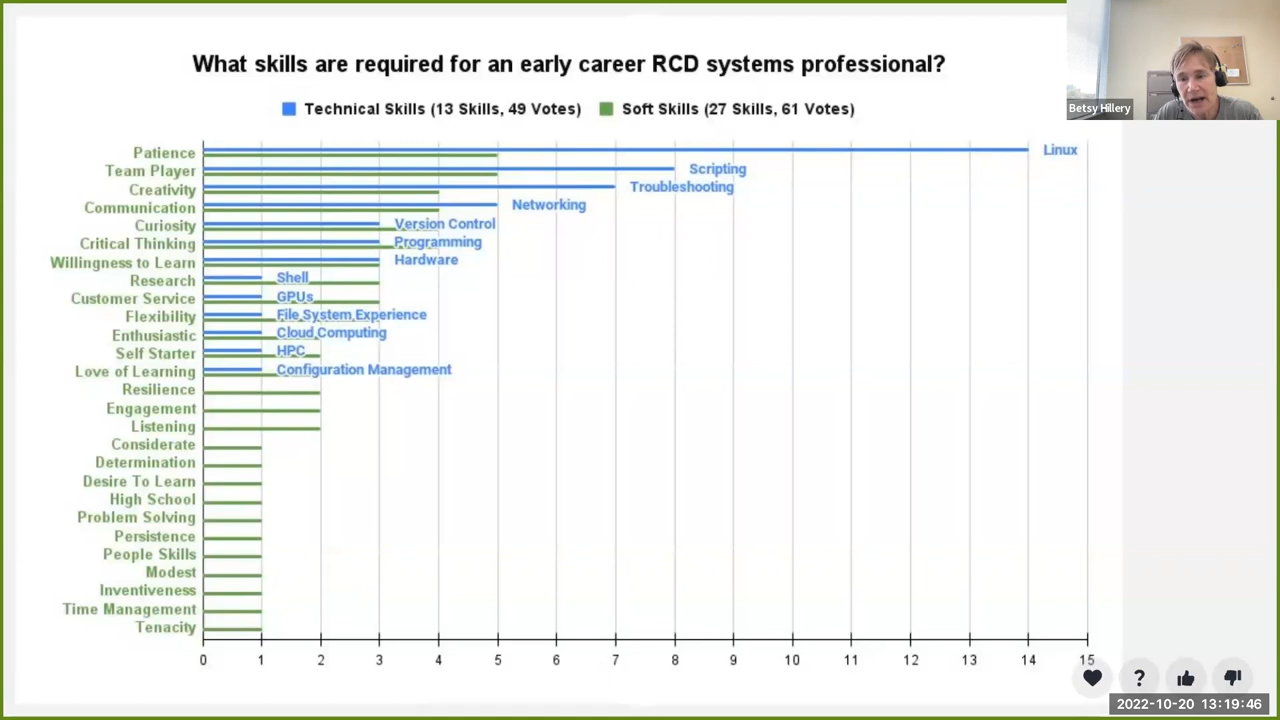 What skills are required for an early career RCD systems professional?
Technical Skills (13 Skills, 49 Votes) Soft Skills (27 Skills, 61 Votes)
Betsy Hillery
Patience Linux
Team Player Scripting
Creativity Troubleshooting
Communication Networking
Curiosity Version Control
Critical Thinking Programming
Willingness to Learn Hardware
Research Shell
Customer Service GPUs
Flexibility File System Experience
Enthusiastic Cloud Computing
Self Starter HPC
Love of Learning Configuration Management
Resilience
Engagement
Listening
Considerate
Determination
Desire To Learn
High School
Problem Solving
Persistence
People Skills
Modest
Inventiveness
Time Management
Tenacity
0 1 2 3 4 5 6 7 8 9 10 11 12 13 14 15
?
2022-10-20 13:19:46